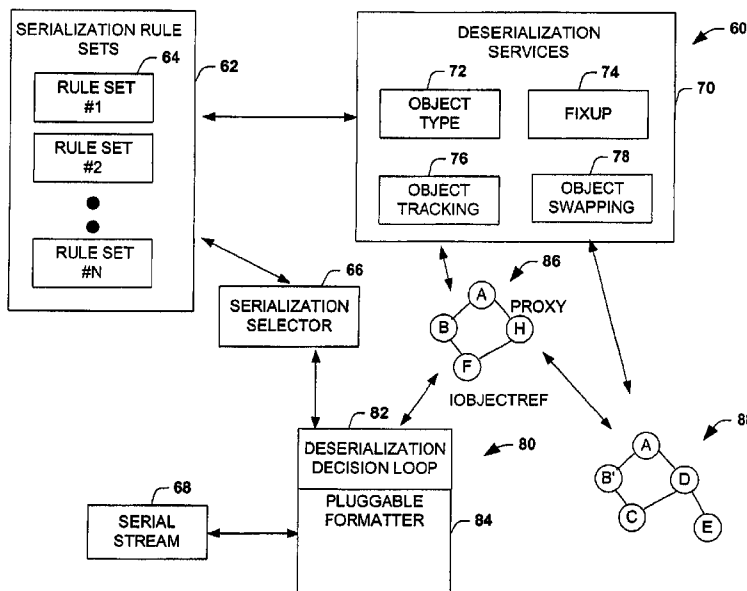 SERIALIZATION RULE
SETS
64
62
RULE SET
#1
RULE SET
#2
RULE SET
#N
DESERIALIZATION
SERVICES
60
70
72
OBJECT
TYPE
74
FIXUP
76
OBJECT
TRACKING
78
OBJECT
SWAPPING
66
SERIALIZATION
SELECTOR
86
A
PROXY
B
H
F
IOBJECTREF
82
DESERIALIZATION
DECISION LOOP
80
PLUGGABLE
FORMATTER
84
68
SERIAL
STREAM
A
B'
D
C
E